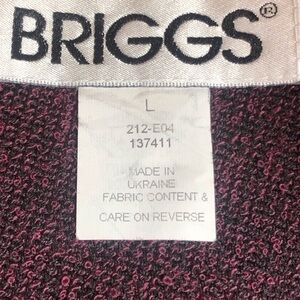 BRIGGS®
L
212-E04
137411
MADE IN
UKRAINE
FABRIC CONTENT &
CARE ON REVERSE